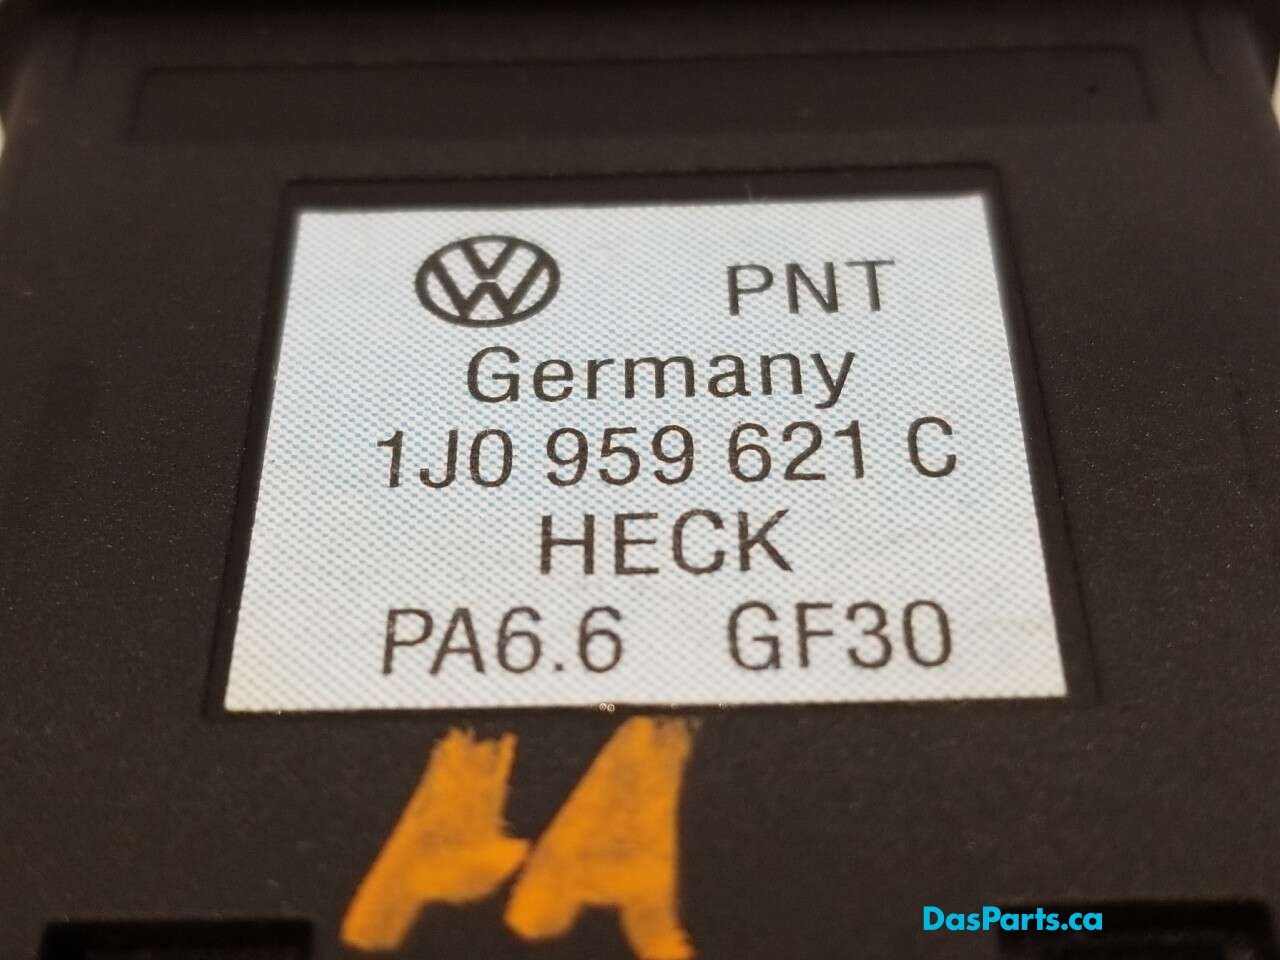 PNT
Germany
1J0 959 621 C
HECK
PA6.6 GF30
DasParts.ca